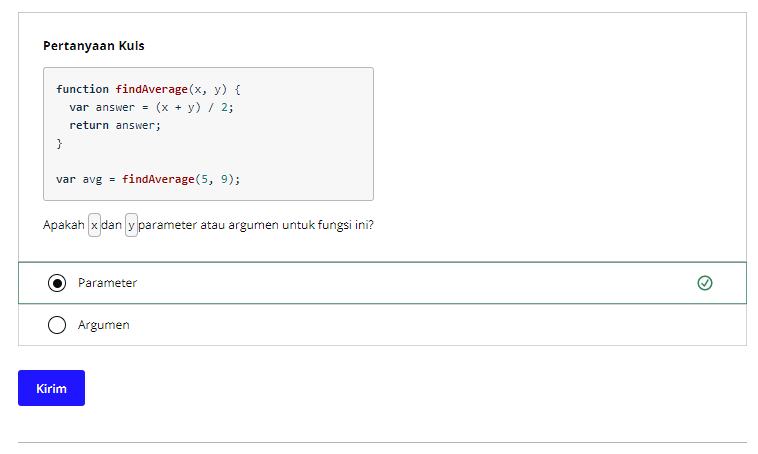 Pertanyaan Kuis
function findAverage(x, y) {
  var answer = (x + y) / 2;
  return answer;
}
var avg = findAverage(5, 9);
Apakah x dan y parameter atau argumen untuk fungsi ini?
Parameter
Argumen
Kirim